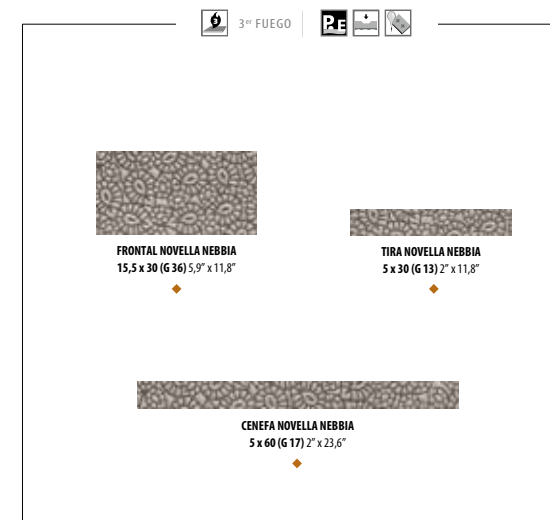 3
3er FUEGO
P.E
FRONTAL NOVELLA NEBBIA
15,5 x 30 (G 36) 5,9” x 11,8”
TIRA NOVELLA NEBBIA
5 x 30 (G 13) 2” x 11,8”
CENEFA NOVELLA NEBBIA
5 x 60 (G 17) 2” x 23,6”